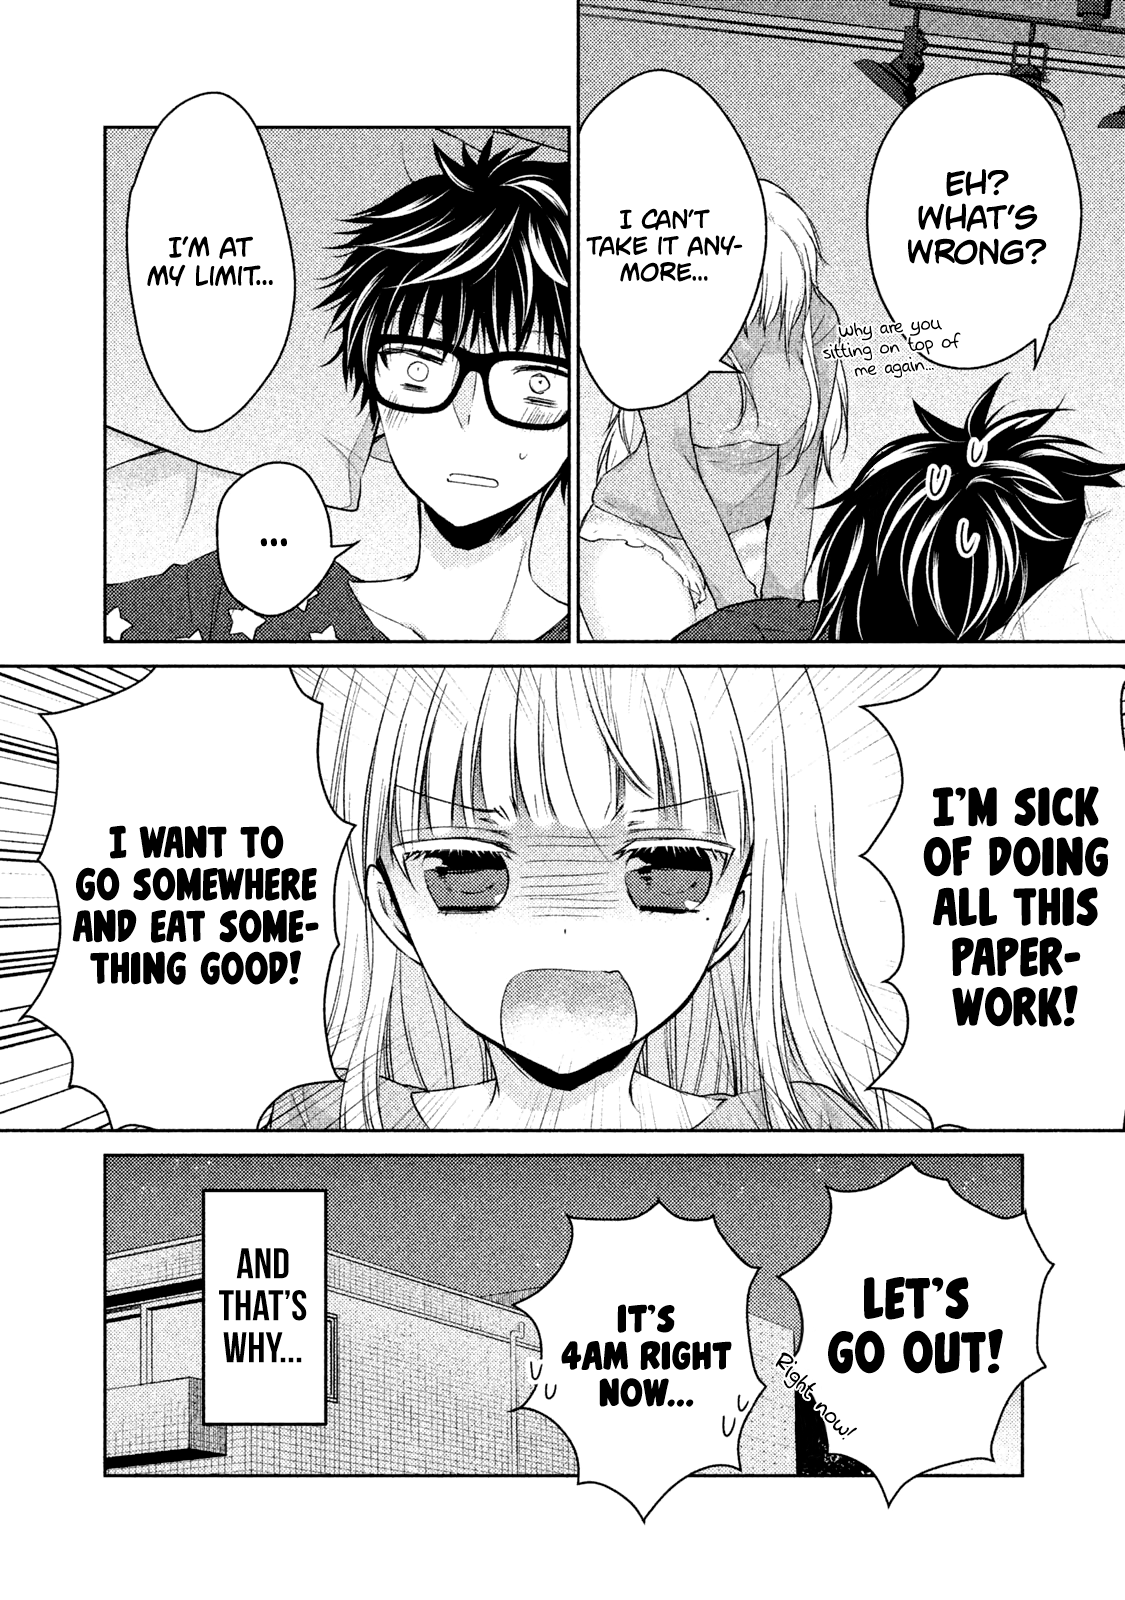 EH?
WHAT'S
WRONG?
Why are you
sitting on top of
me again...
I CAN'T
TAKE IT ANY-
MORE...
I'M AT
MY LIMIT...
...
I'M SICK
OF DOING
ALL THIS
PAPER-
WORK!
I WANT TO
GO SOMEWHERE
AND EAT SOME-
THING GOOD!
LET'S
GO OUT!
Right now!
IT'S
4AM RIGHT
NOW...
AND
THAT'S
WHY...